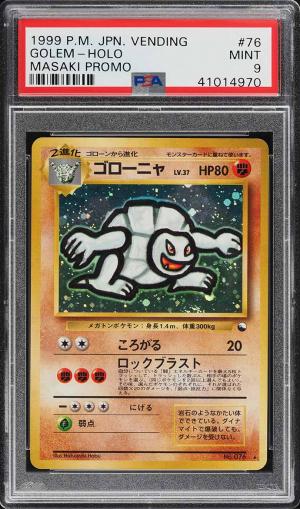 1999 P.M. JPN. VENDING #76
GOLEM-HOLO MINT
MASAKI PROMO 9
PSA 41014970
2進化 ゴローンから進化 モンスターカードに重ねて使います。
ゴローニャ LV.37 HP80
メガトンポケモン:身長1.4m、体重300kg
ころがる 20
ロックブラスト
にげる
弱点
岩石のようなかたい体
でできている。ダイナ
マイトで爆破しても、
ダメージを受けない。
No.076